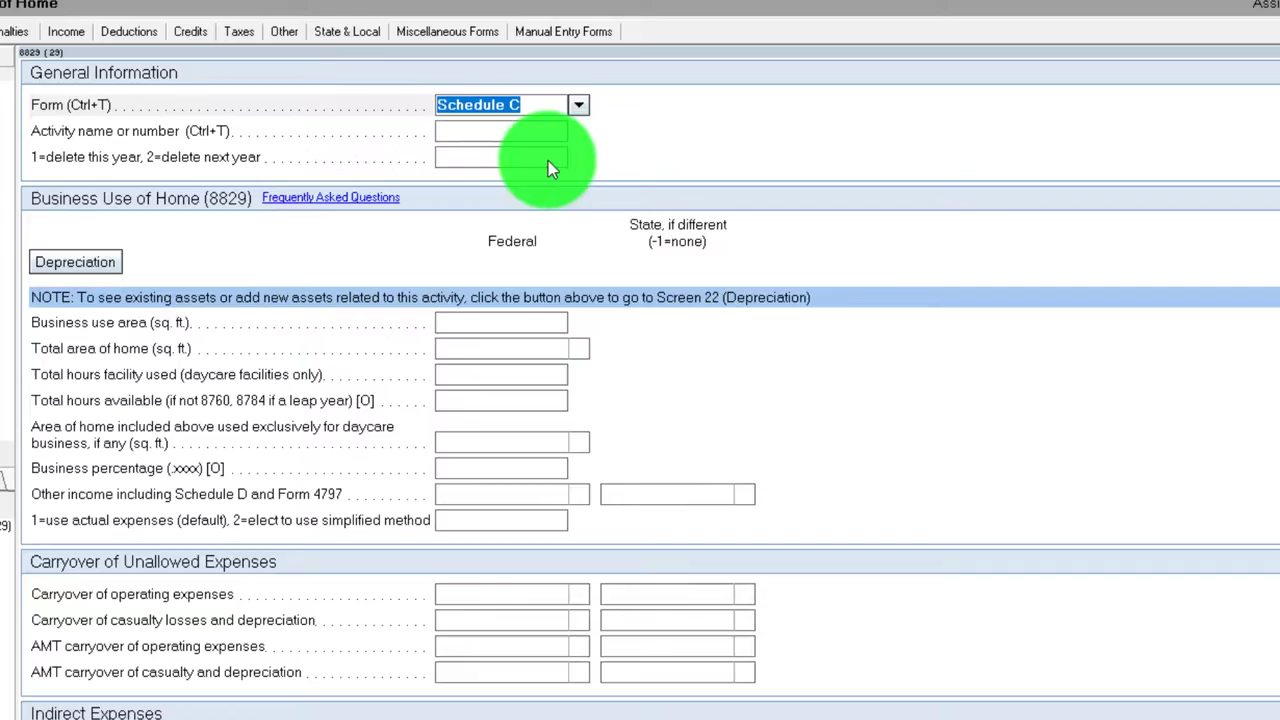 of Home
Assi
nalties Income Deductions Credits Taxes Other State & Local Miscellaneous Forms Manual Entry Forms
8829 (29)
General Information
Form (Ctrl+T) Schedule C
Activity name or number (Ctrl+T)
1=delete this year, 2=delete next year
Business Use of Home (8829) Frequently Asked Questions
State, if different
Federal (-1=none)
Depreciation
NOTE: To see existing assets or add new assets related to this activity, click the button above to go to Screen 22 (Depreciation)
Business use area (sq. ft.)
Total area of home (sq. ft.)
Total hours facility used (daycare facilities only)
Total hours available (if not 8760, 8784 if a leap year) [O]
Area of home included above used exclusively for daycare
business, if any (sq. ft.)
Business percentage (.xxxx) [O]
Other income including Schedule D and Form 4797
1=use actual expenses (default), 2=elect to use simplified method
9)
Carryover of Unallowed Expenses
Carryover of operating expenses
Carryover of casualty losses and depreciation
AMT carryover of operating expenses
AMT carryover of casualty and depreciation
Indirect Expenses